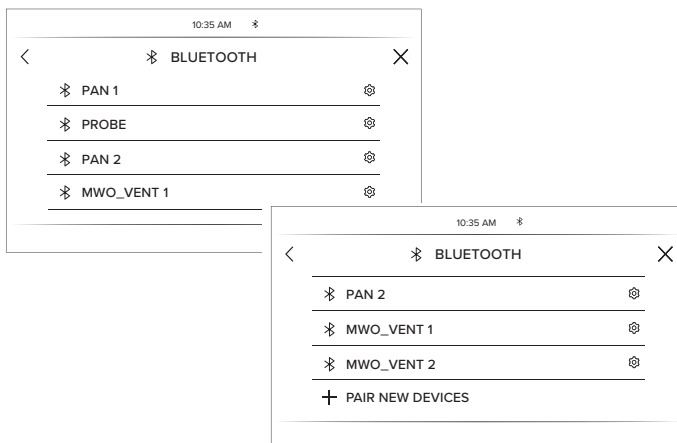 10:35 AM
BLUETOOTH
PAN 1
PROBE
PAN 2
MWO_VENT 1
10:35 AM
BLUETOOTH
PAN 2
MWO_VENT 1
MWO_VENT 2
PAIR NEW DEVICES